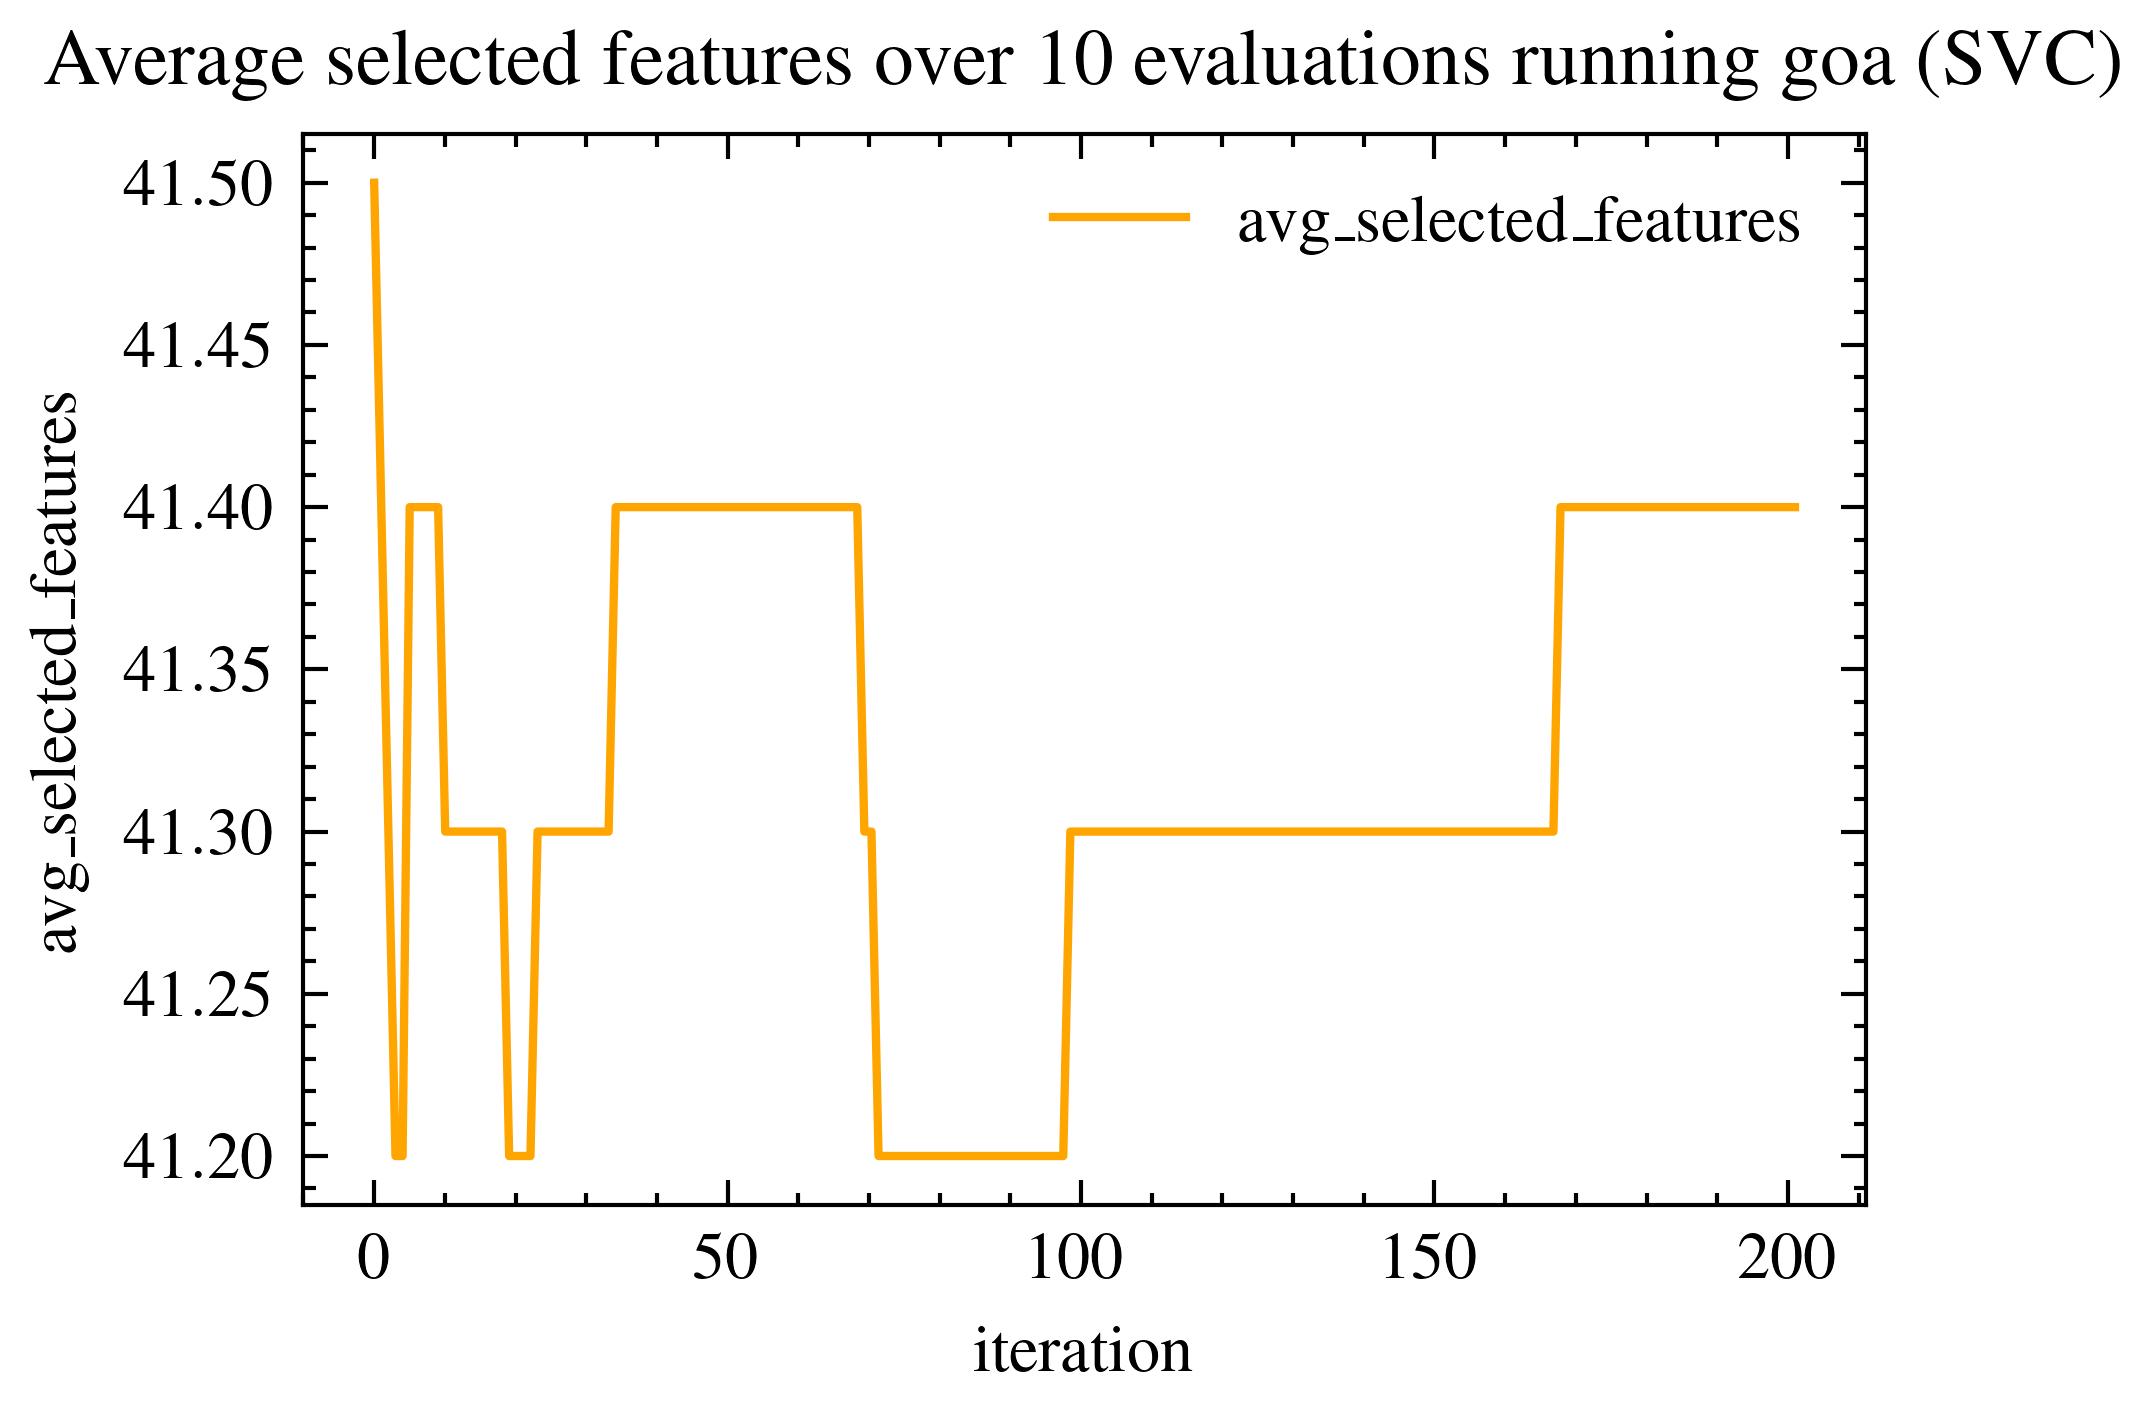 Average selected features over 10 evaluations running goa (SVC)
avg_selected_features
41.50
41.45
41.40
41.35
41.30
41.25
41.20
avg_selected_features
0 50 100 150 200
iteration